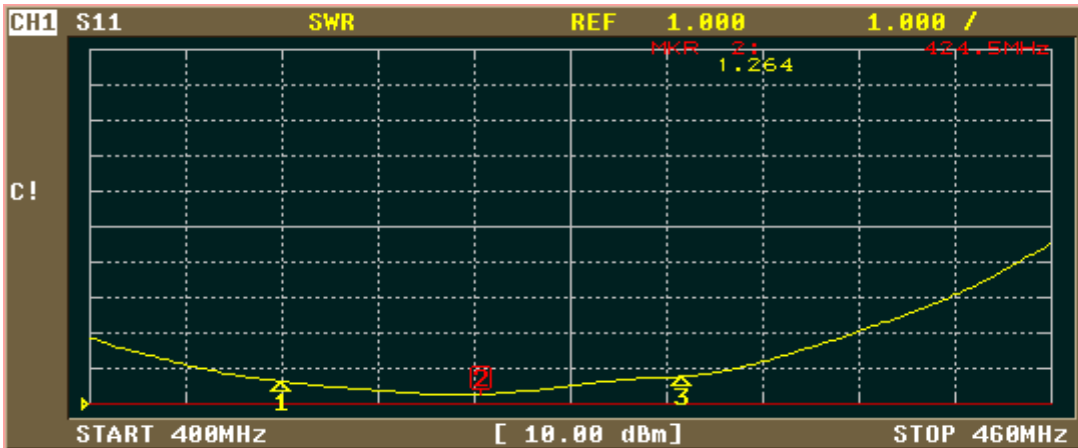 CH1 S11 SWR REF 1.000 1.000 /
MKR 2: 424.5MHz
1.264
C!
2
1
3
START 400MHz [ 10.00 dBm] STOP 460MHz